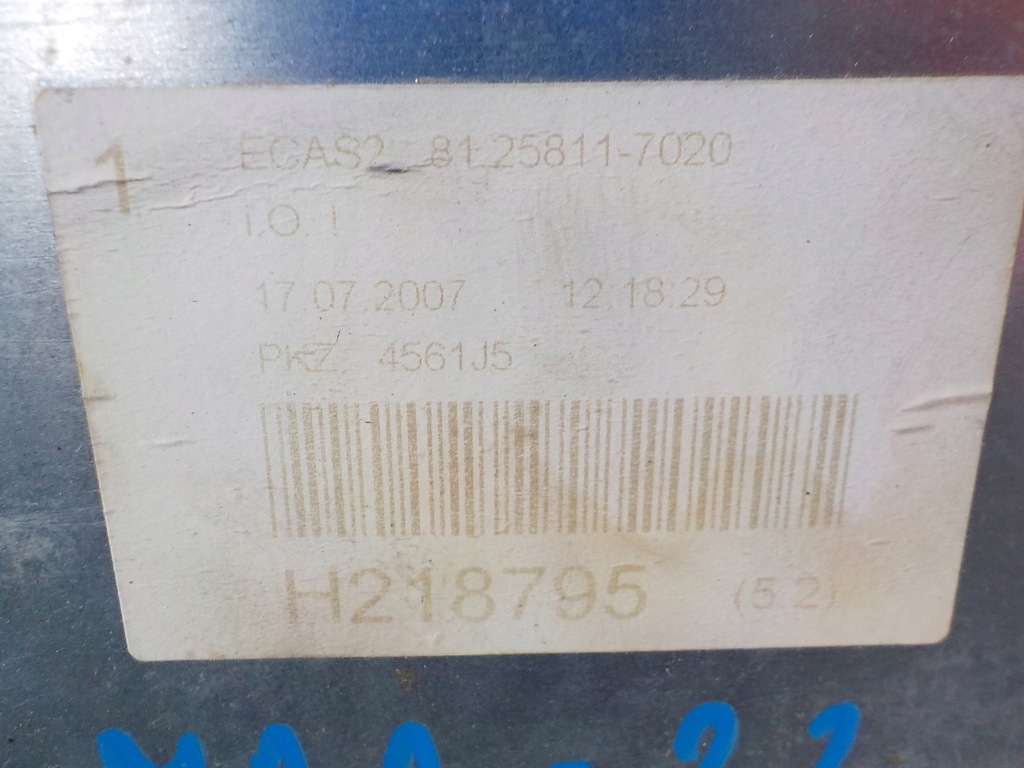 1
ECAS2 81.25811-7020
i.O. !
17.07.2007 12:18:29
PKZ: 4561J5
H218795 (5.2)